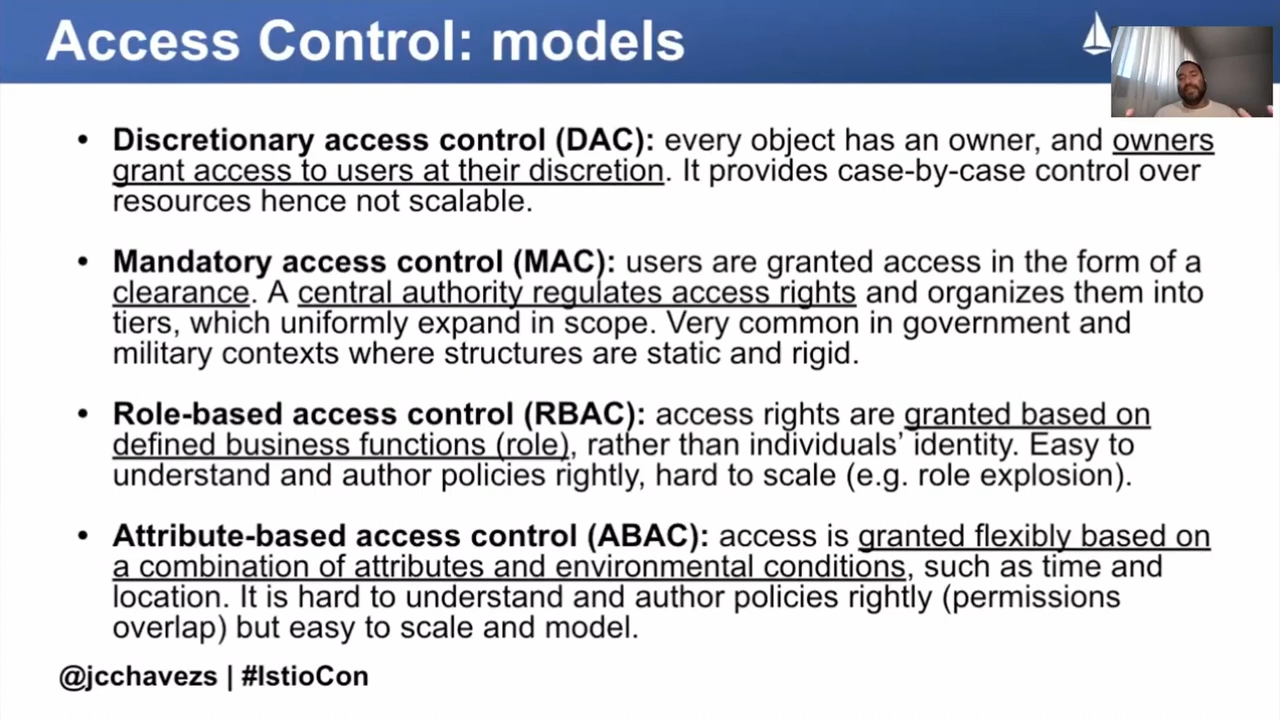 Access Control: models
• Discretionary access control (DAC): every object has an owner, and owners
grant access to users at their discretion. It provides case-by-case control over
resources hence not scalable.
• Mandatory access control (MAC): users are granted access in the form of a
clearance. A central authority regulates access rights and organizes them into
tiers, which uniformly expand in scope. Very common in government and
military contexts where structures are static and rigid.
• Role-based access control (RBAC): access rights are granted based on
defined business functions (role), rather than individuals’ identity. Easy to
understand and author policies rightly, hard to scale (e.g. role explosion).
• Attribute-based access control (ABAC): access is granted flexibly based on
a combination of attributes and environmental conditions, such as time and
location. It is hard to understand and author policies rightly (permissions
overlap) but easy to scale and model.
@jcchavezs | #IstioCon